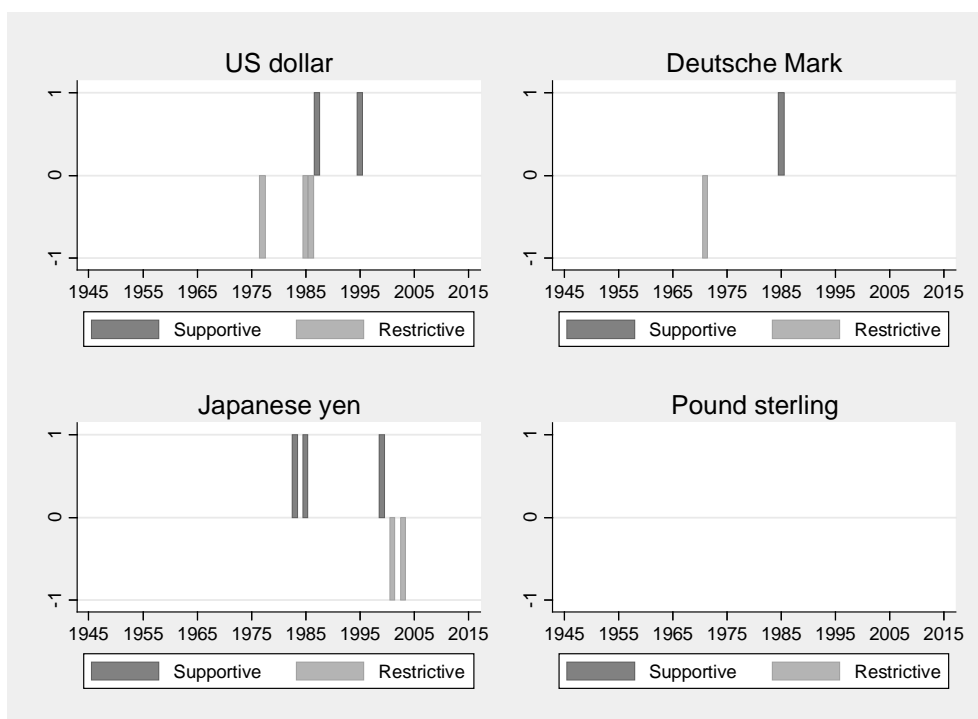 US dollar
Deutsche Mark
1
0
-1
1945 1955 1965 1975 1985 1995 2005 2015
Supportive Restrictive
1
0
-1
1945 1955 1965 1975 1985 1995 2005 2015
Supportive Restrictive
Japanese yen
Pound sterling
1
0
-1
1945 1955 1965 1975 1985 1995 2005 2015
Supportive Restrictive
1
0
-1
1945 1955 1965 1975 1985 1995 2005 2015
Supportive Restrictive